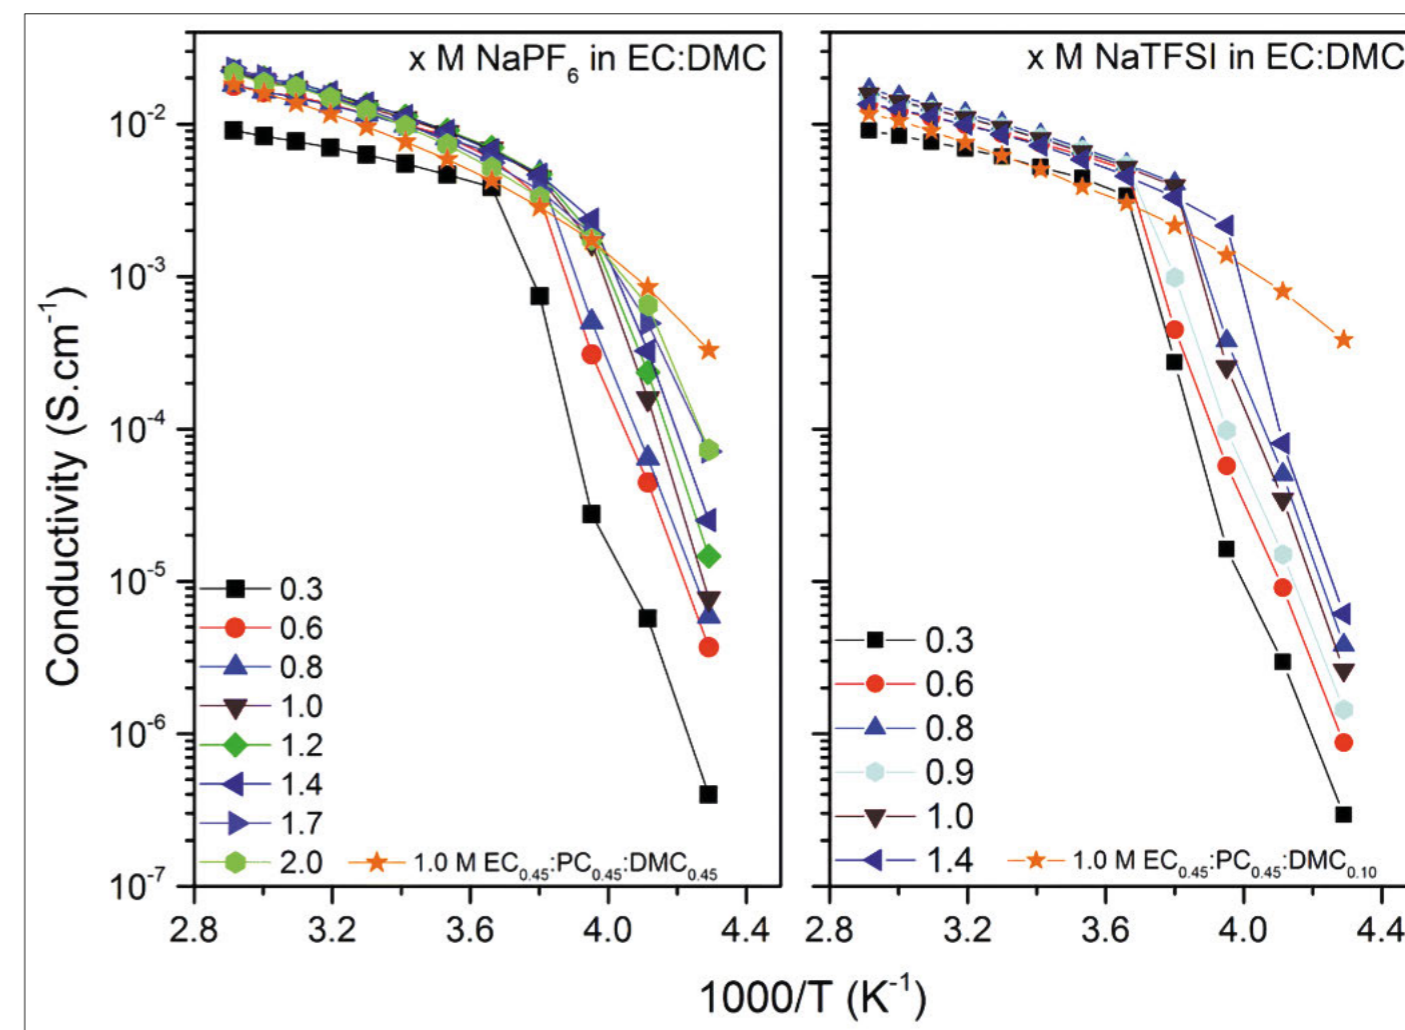 x M NaPF6 in EC:DMC
x M NaTFSI in EC:DMC
Conductivity (S.cm-1)
10-2
10-3
10-4
10-5
10-6
10-7
0.3
0.6
0.8
1.0
1.2
1.4
1.7
2.0
1.0 M EC0.45:PC0.45:DMC0.45
0.3
0.6
0.8
0.9
1.0
1.4
1.0 M EC0.45:PC0.45:DMC0.10
2.8 3.2 3.6 4.0 4.4
2.8 3.2 3.6 4.0 4.4
1000/T (K-1)